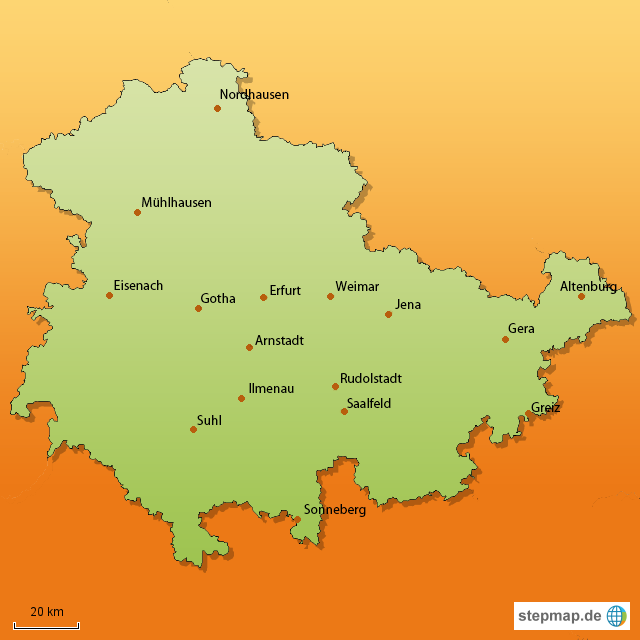 Nordhausen
Mühlhausen
Eisenach
Gotha
Erfurt
Weimar
Jena
Altenburg
Gera
Arnstadt
Rudolstadt
Ilmenau
Saalfeld
Greiz
Suhl
Sonneberg
20 km
stepmap.de